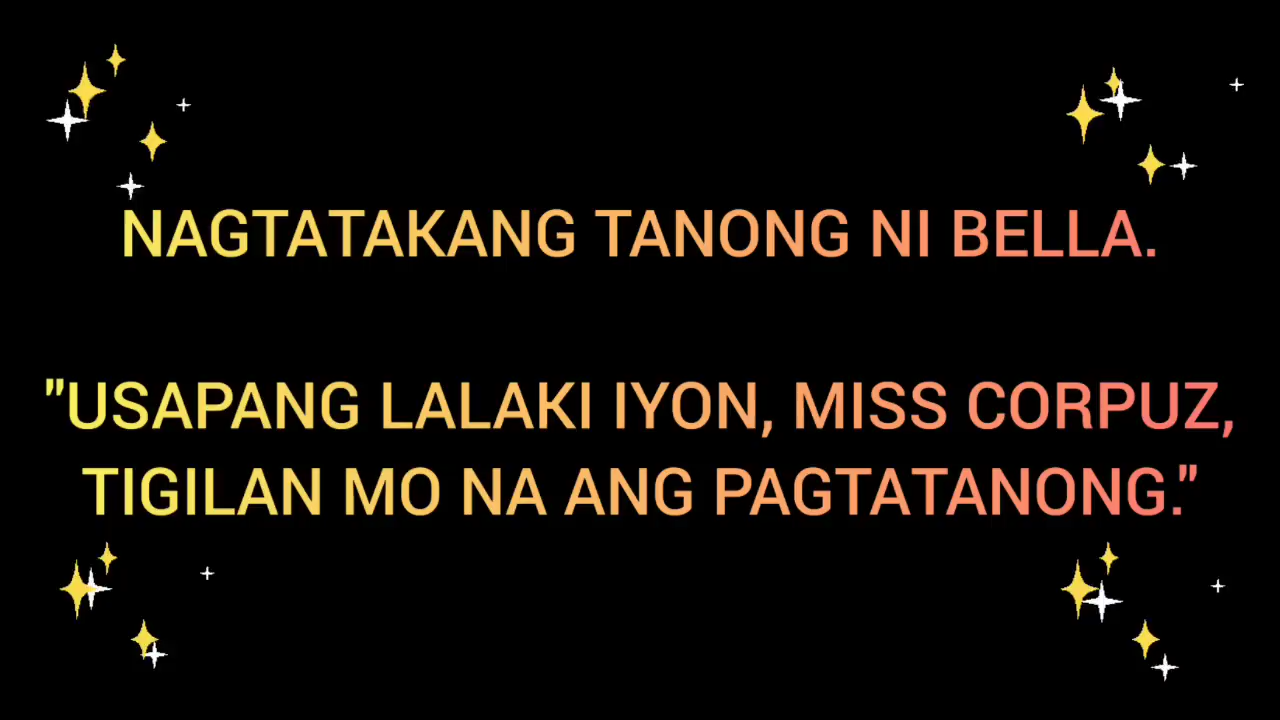 NAGTATAKANG TANONG NI BELLA.
"USAPANG LALAKI IYON, MISS CORPUZ,
TIGILAN MO NA ANG PAGTATANONG."